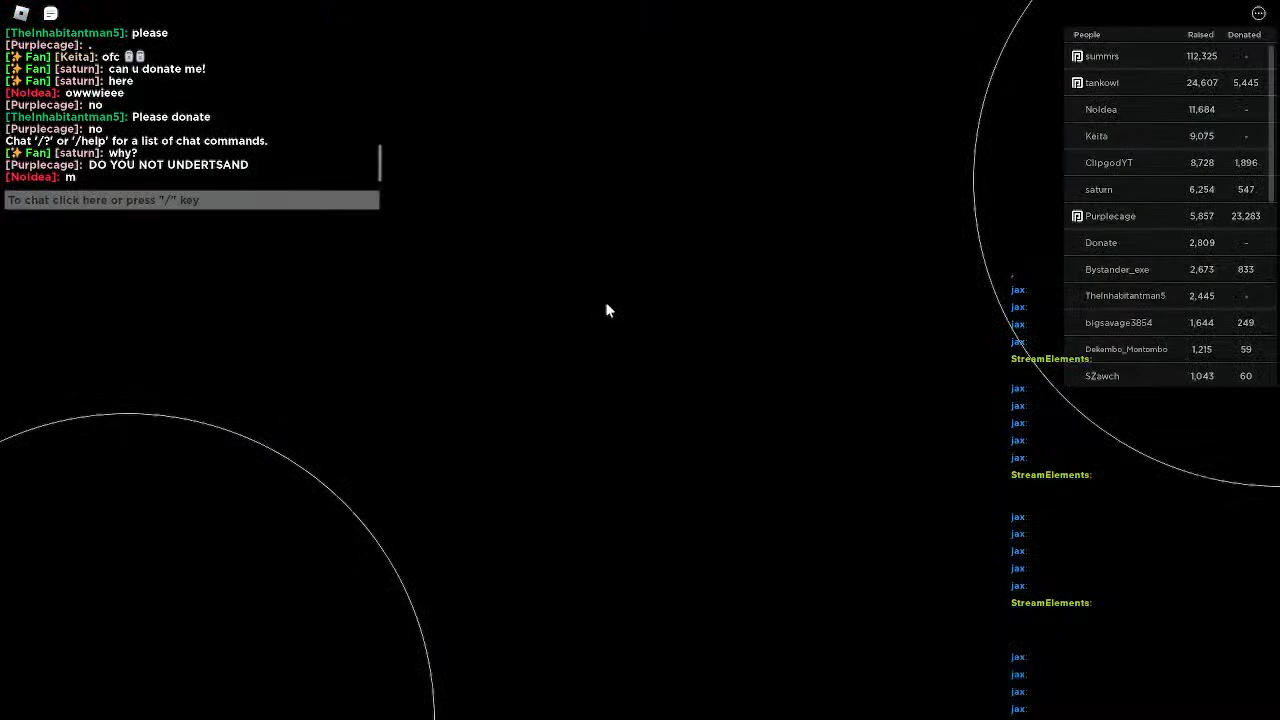 [TheInhabitantman5]: please
[Purplecage]: .
[✨ Fan] [Keita]: ofc 🗿🗿
[✨ Fan] [saturn]: can u donate me!
[✨ Fan] [saturn]: here
[NoIdea]: owwwieee
[Purplecage]: no
[TheInhabitantman5]: Please donate
[Purplecage]: no
Chat '/?' or '/help' for a list of chat commands.
[✨ Fan] [saturn]: why?
[Purplecage]: DO YOU NOT UNDERTSAND
[NoIdea]: m
To chat click here or press "/" key
People Raised Donated
summrs 112,325 -
tankowl 24,607 5,445
NoIdea 11,684 -
Keita 9,075 -
ClipgodYT 8,728 1,896
saturn 6,254 547
Purplecage 5,857 23,283
Donate 2,809 -
Bystander_exe 2,673 833
TheInhabitantman5 2,445 -
bigsavage3854 1,644 249
Dekembo_Montombo 1,215 59
SZawch 1,043 60
jax:
jax:
jax:
jax:
StreamElements:
jax:
jax:
jax:
jax:
jax:
StreamElements:
jax:
jax:
jax:
jax:
jax:
StreamElements:
jax:
jax:
jax:
jax: